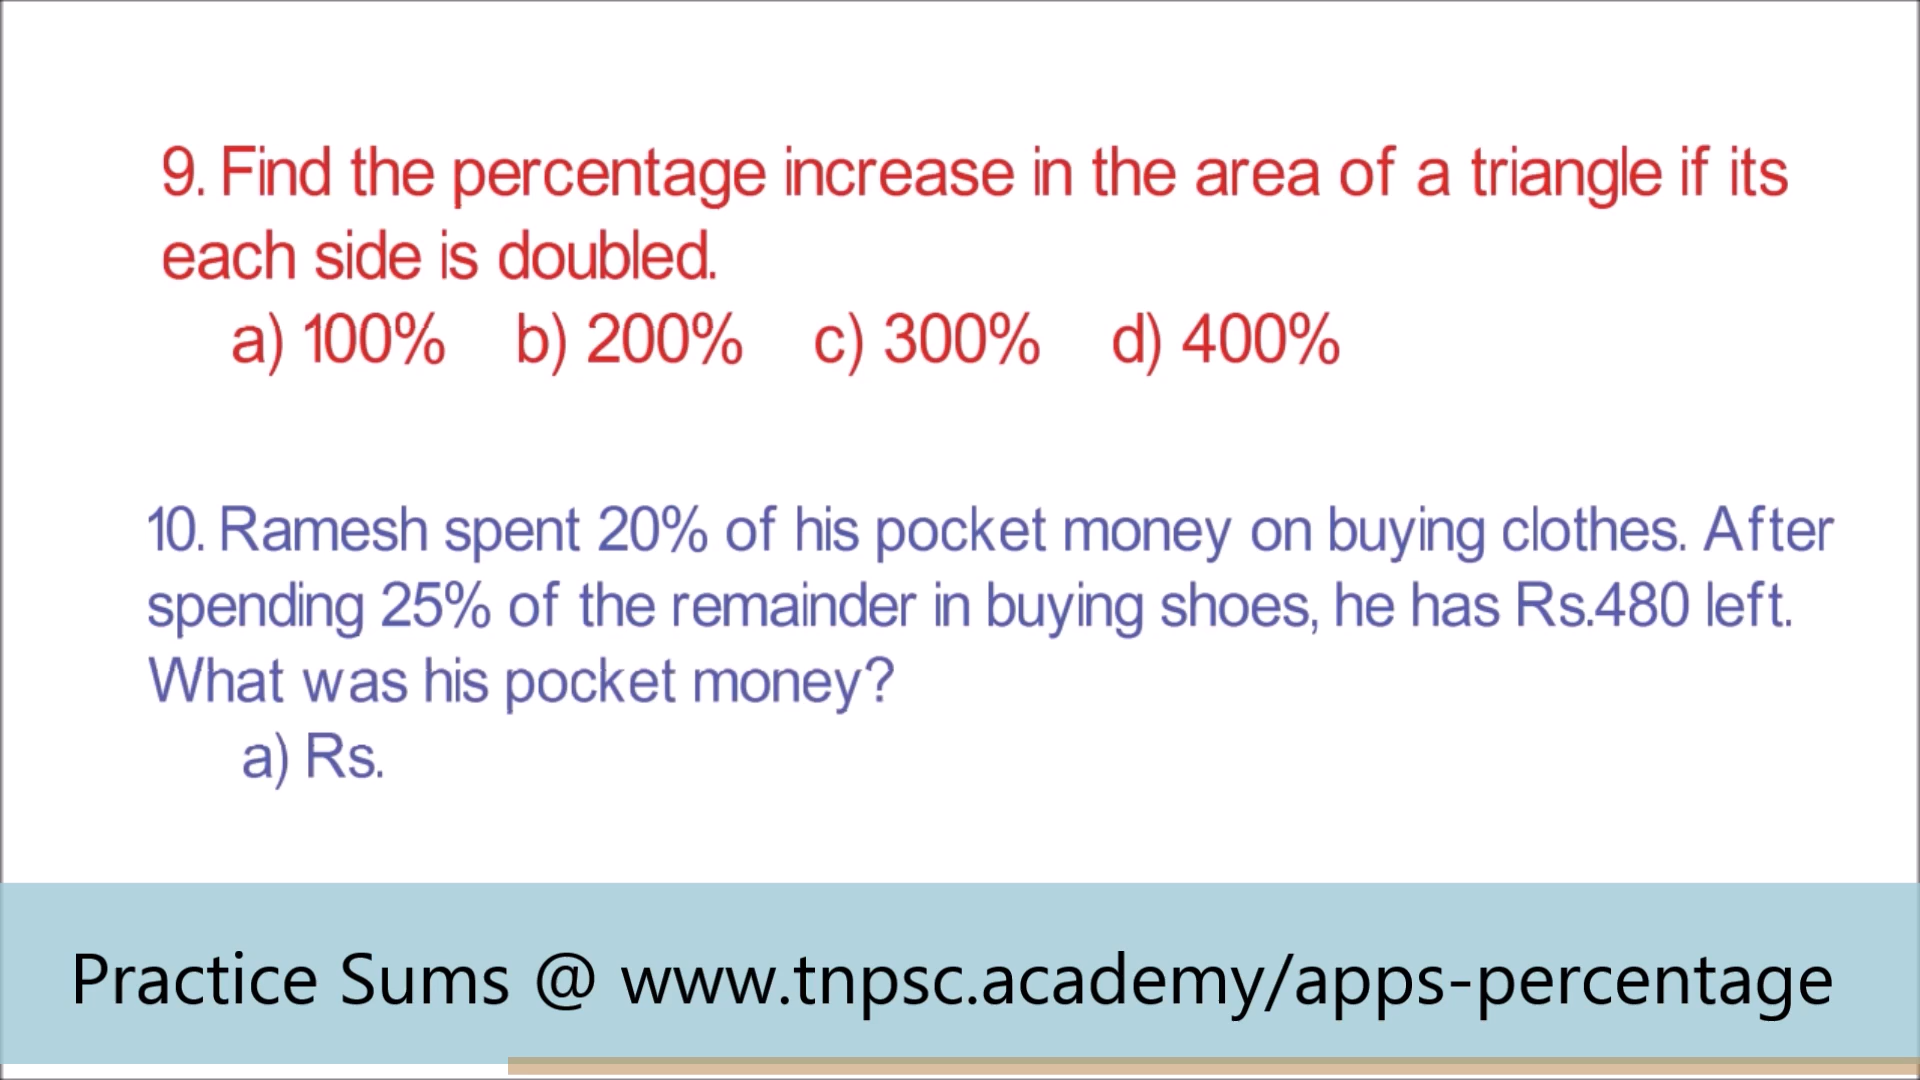 9. Find the percentage increase in the area of a triangle if its
each side is doubled.
a) 100% b) 200% c) 300% d) 400%
10. Ramesh spent 20% of his pocket money on buying clothes. After
spending 25% of the remainder in buying shoes, he has Rs.480 left.
What was his pocket money?
a) Rs.
Practice Sums @ www.tnpsc.academy/apps-percentage